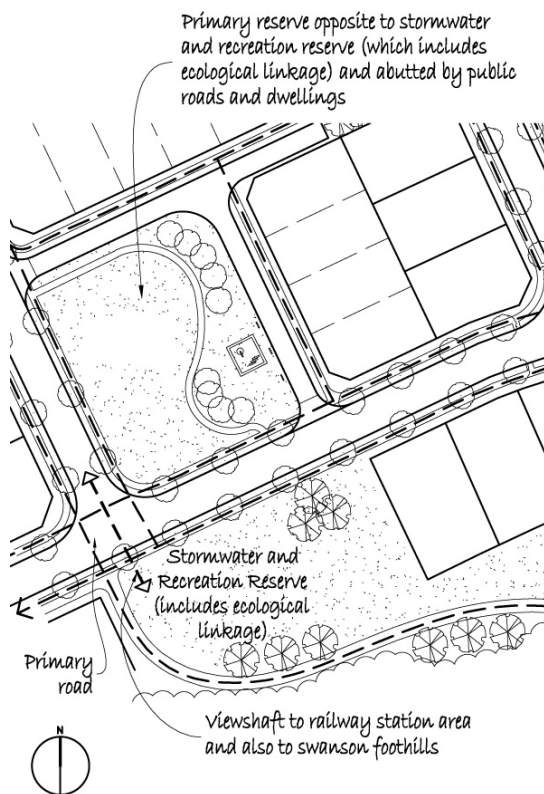 Primary reserve opposite to stormwater
and recreation reserve (which includes
ecological linkage) and abutted by public
roads and dwellings
Stormwater and
Recreation Reserve
(includes ecological
linkage)
Primary
road
Viewshaft to railway station area
and also to swanson foothills
N